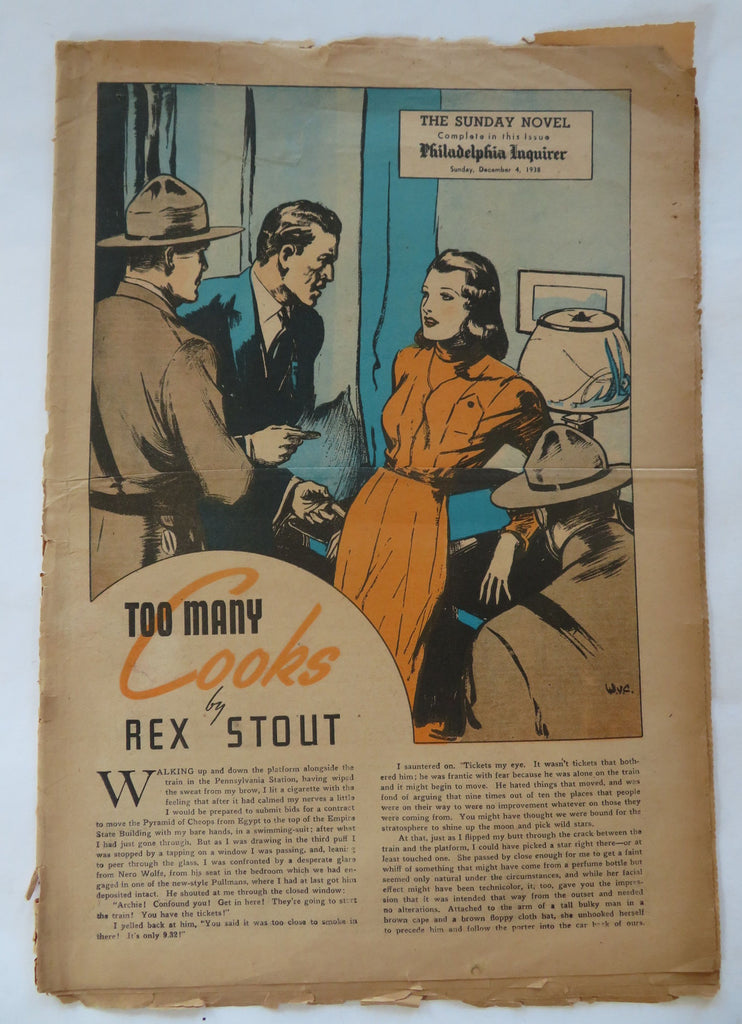 THE SUNDAY NOVEL
Complete in this Issue
Philadelphia Inquirer
Sunday, December 4, 1938
TOO MANY
Cooks
by
REX STOUT
WALKING up and down the platform alongside the
train in the Pennsylvania Station, having wiped
the sweat from my brow, I lit a cigarette with the
feeling that after it had calmed my nerves a little
I would be prepared to submit bids for a contract
to move the Pyramid of Cheops from Egypt to the top of the Empire
State Building with my bare hands, in a swimming-suit; after what
I had just gone through. But as I was drawing in the third puff I
was stopped by a tapping on a window I was passing, and, leaning
to peer through the glass, I was confronted by a desperate glare
from Nero Wolfe, from his seat in the bedroom which we had en-
gaged in one of the new-style Pullmans, where I had at last got him
deposited intact. He shouted at me through the closed window:
"Archie! Confound you! Get in here! They're going to start
the train! You have the tickets!"
I yelled back at him, "You said it was too close to smoke in
there! It's only 9.32!"
I sauntered on. "Tickets my eye. It wasn't tickets that both-
ered him; he was frantic with fear because he was alone on the train
and it might begin to move. He hated things that moved, and was
fond of arguing that nine times out of ten the places that people
were on their way to were no improvement whatever on those they
were coming from. You might have thought we were bound for the
stratosphere to shine up the moon and pick wild stars.
At that, just as I flipped my butt through the crack between the
train and the platform, I could have picked a star right there—or at
least touched one. She passed by close enough for me to get a faint
whiff of something that might have come from a perfume bottle but
seemed only natural under the circumstances, and while her facial
effect might have been technicolor, it, too, gave you the impres-
sion that it was intended that way from the outset and needed
no alterations. Attached to the arm of a tall bulky man in a
brown cape and a brown floppy cloth hat, she unhooked herself
to precede him and follow the porter into the car back of ours.
W.V.C.